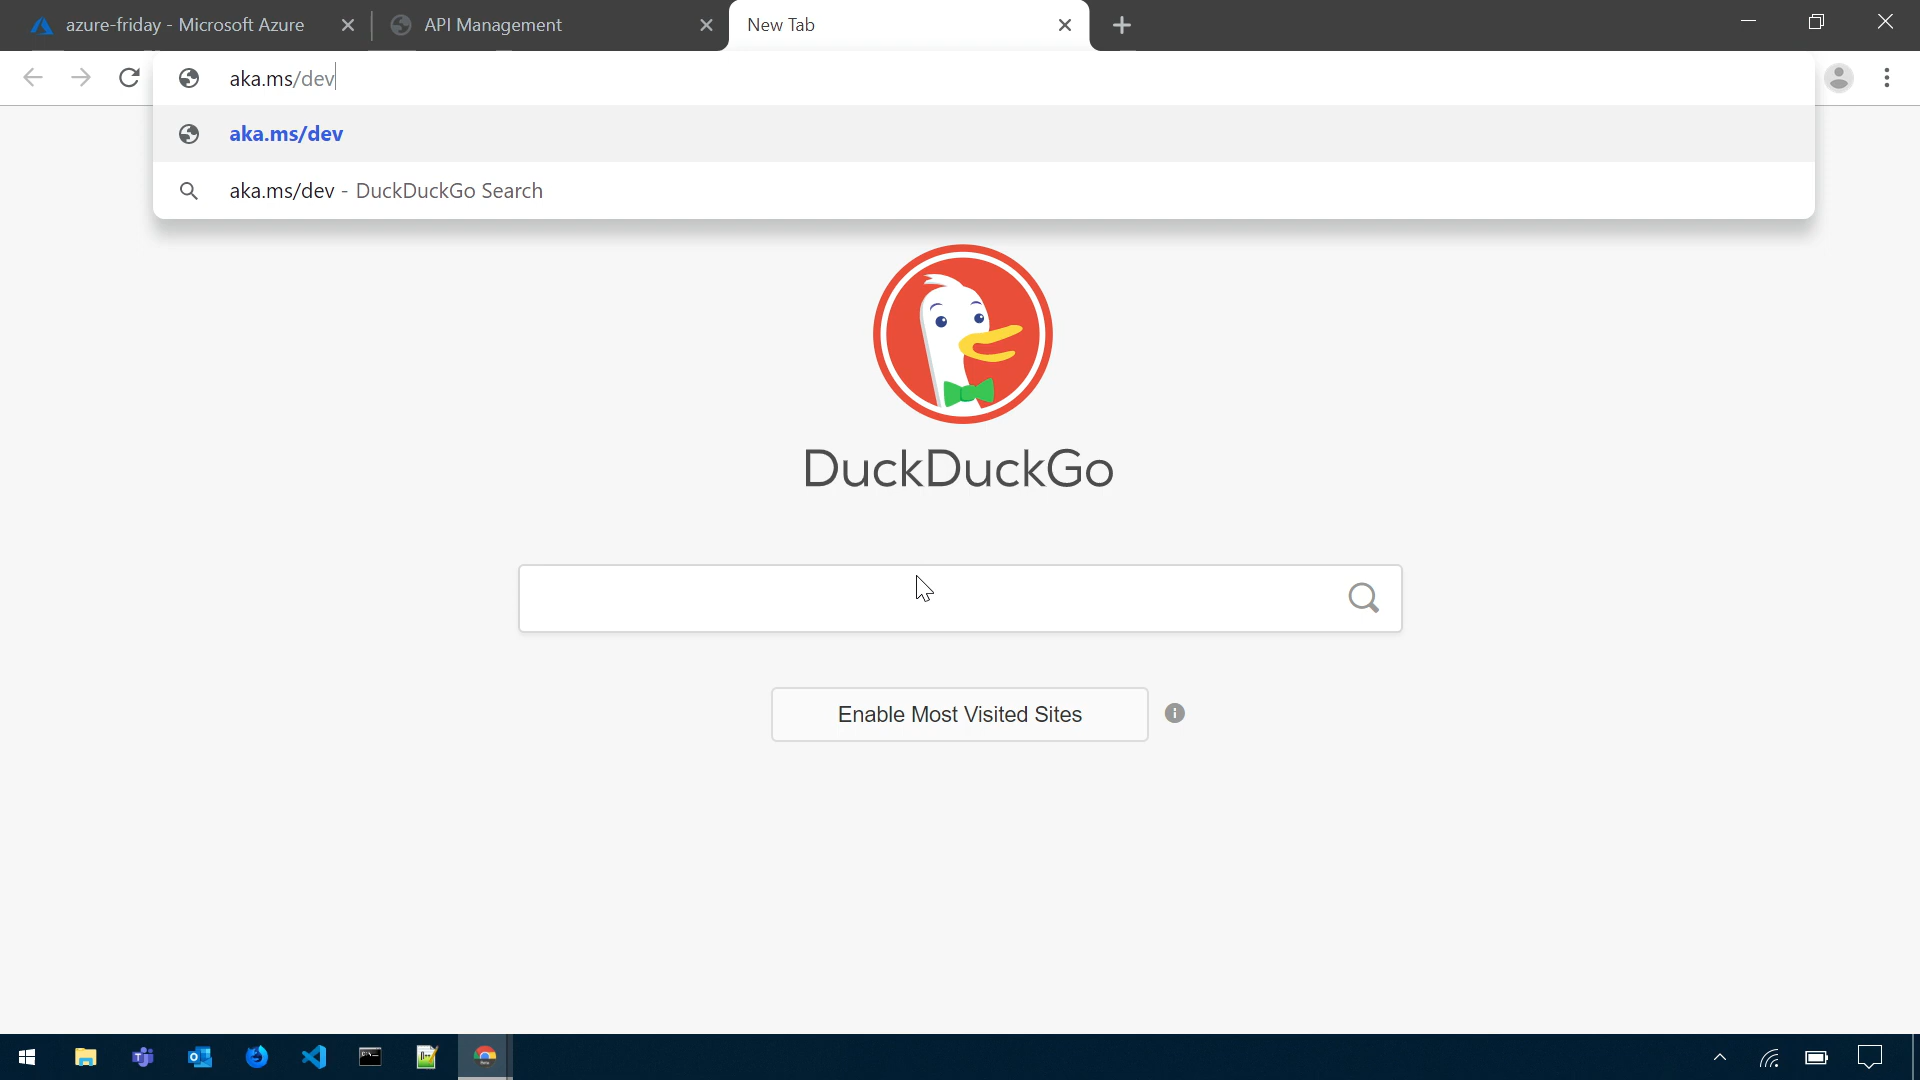 azure-friday - Microsoft Azure
API Management
New Tab
aka.ms/dev
aka.ms/dev
aka.ms/dev - DuckDuckGo Search
DuckDuckGo
Enable Most Visited Sites